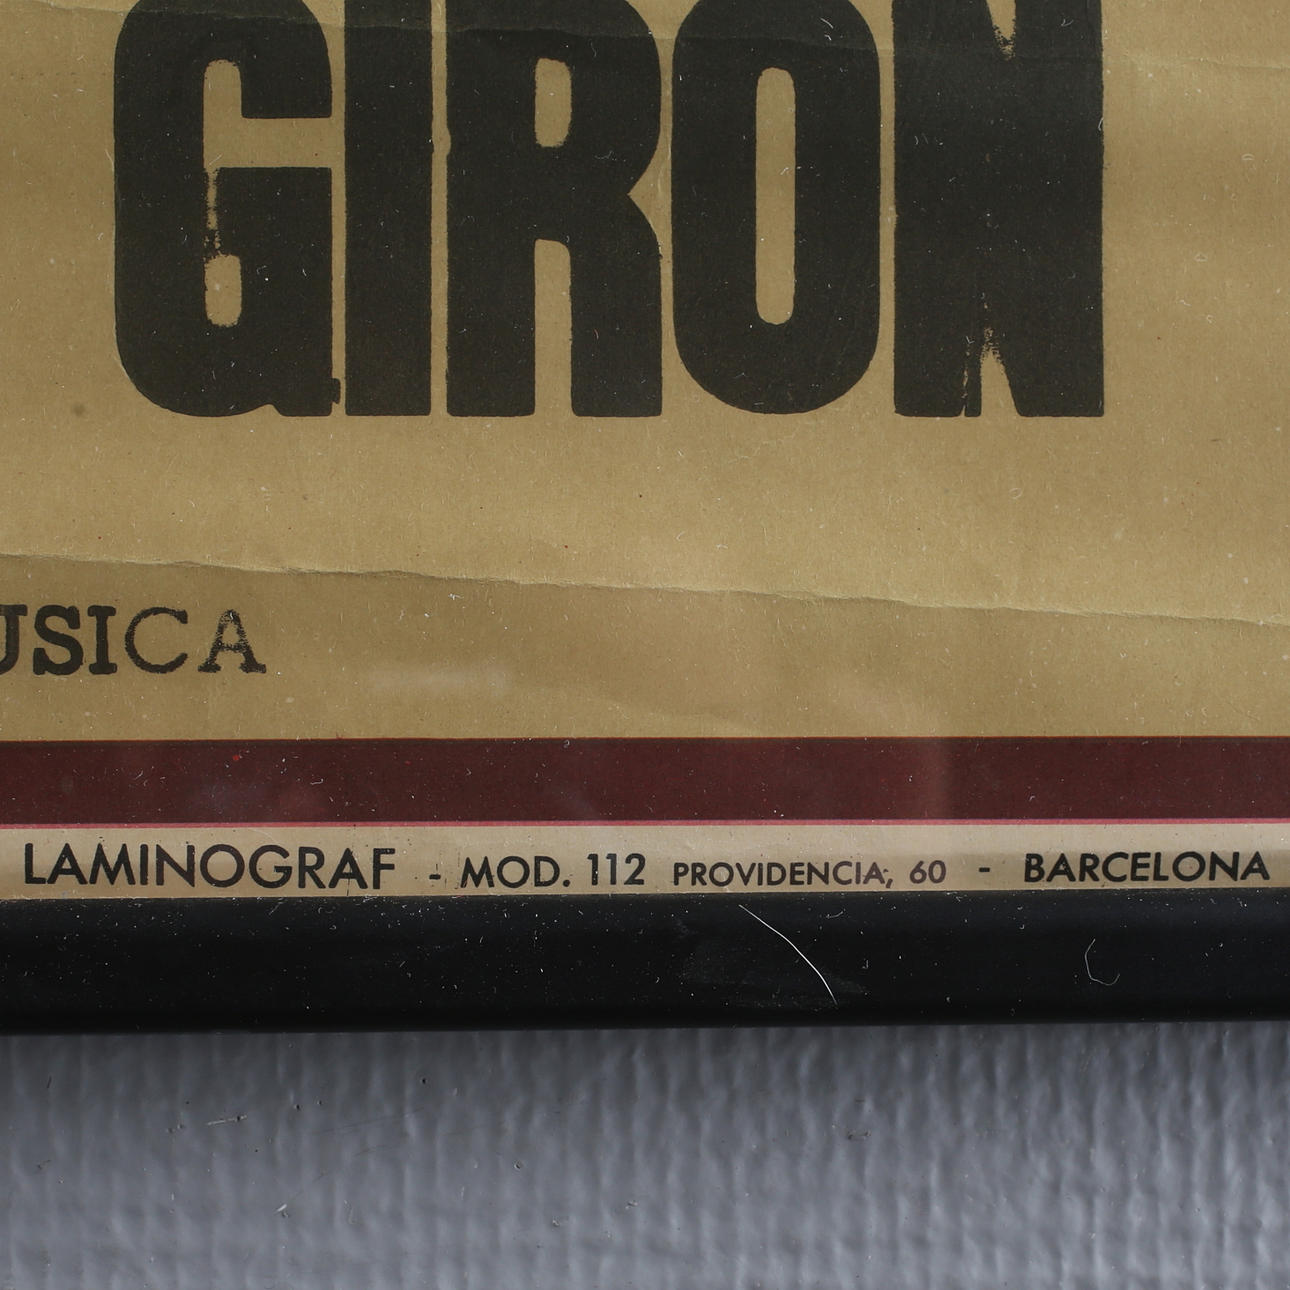 GIRON
USICA
LAMINOGRAF - MOD. 112 PROVIDENCIA, 60 - BARCELONA